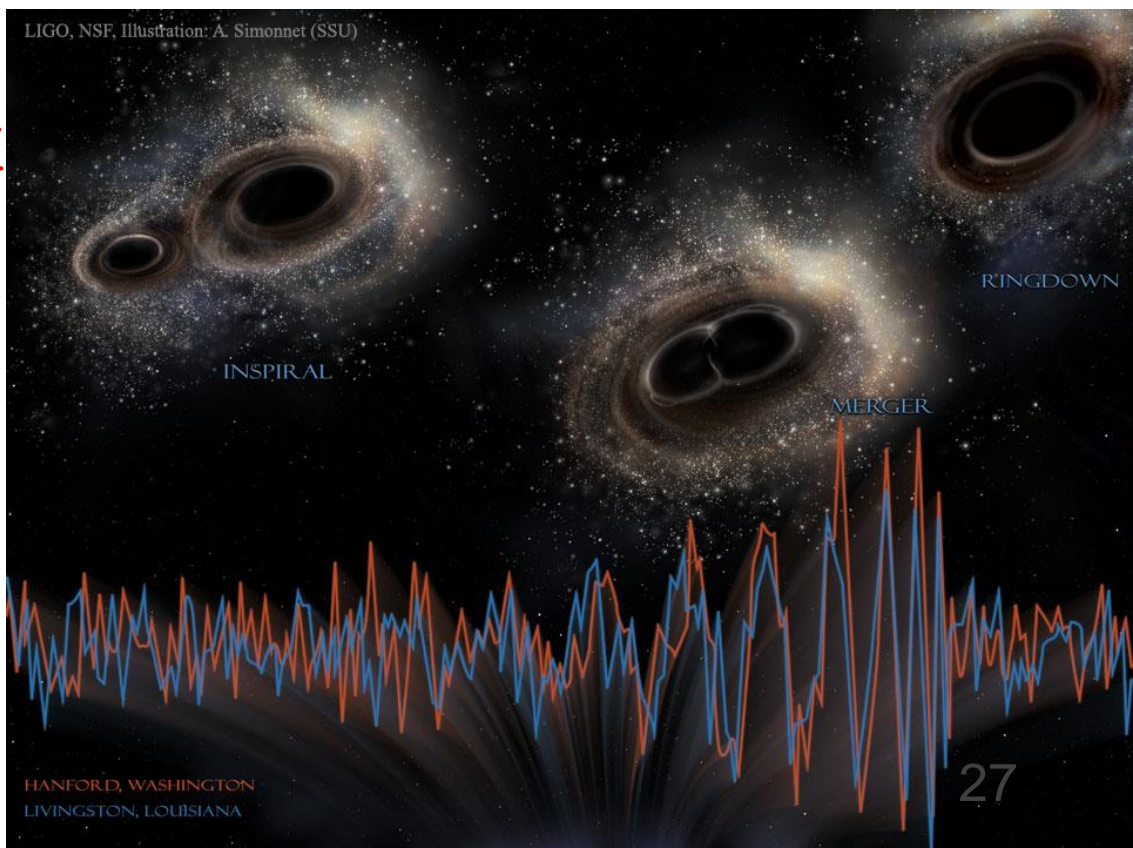 LIGO, NSF, Illustration: A. Simonnet (SSU)
RINGDOWN
INSPIRAL
MERGER
HANFORD, WASHINGTON
LIVINGSTON, LOUISIANA
27